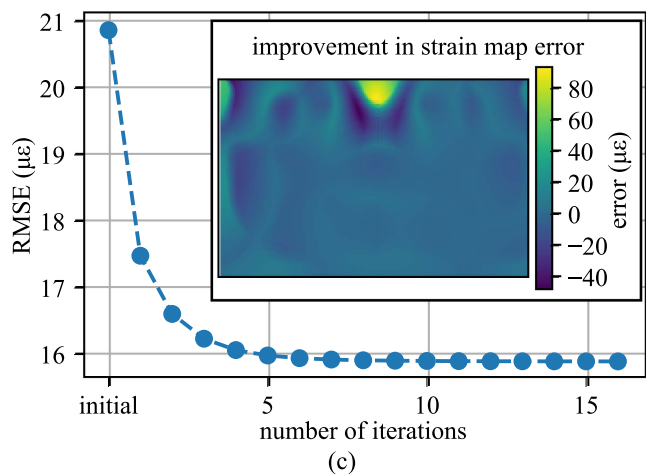 21
20
19
18
17
16
RMSE (με)
improvement in strain map error
80
60
40
20
0
−20
−40
error (με)
initial
5
10
15
number of iterations
(c)